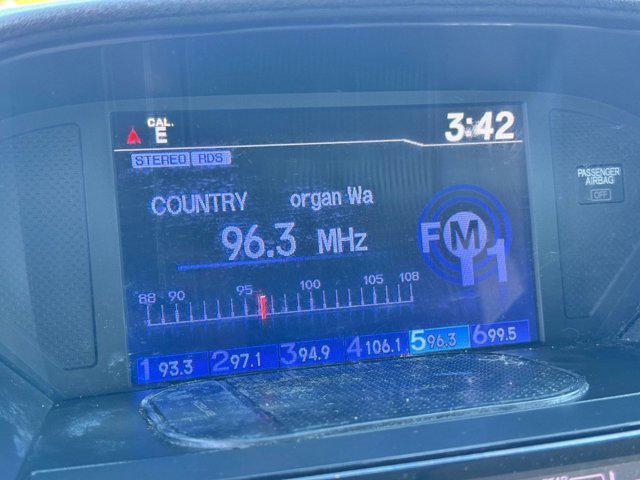 CAL.
E
3:42
STEREO RDS
PASSENGER
AIRBAG
OFF
COUNTRY organ Wa
96.3 MHz
FM1
88 90 95 100 105 108
1 93.3 2 97.1 3 94.9 4 106.1 5 96.3 6 99.5